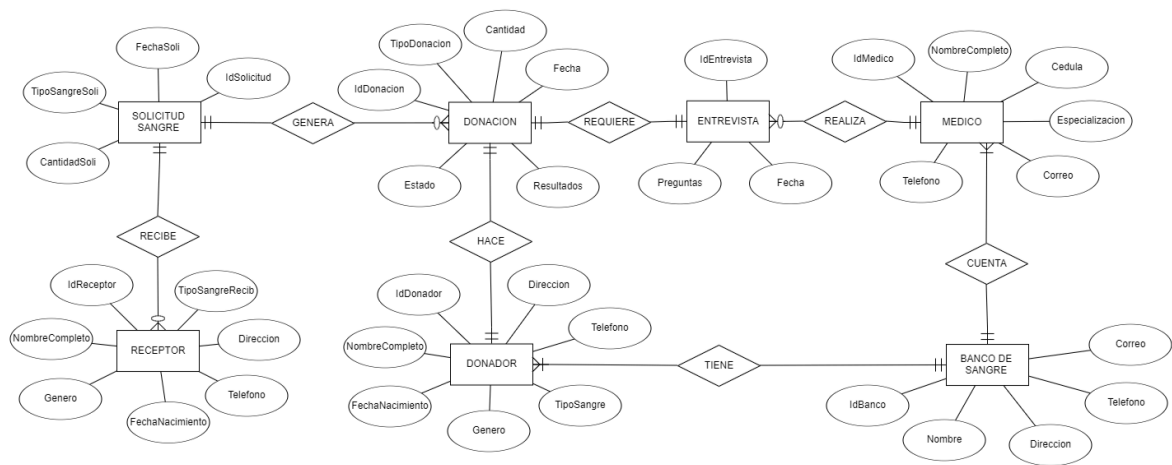 FechaSoli
TipoSangreSoli
IdSolicitud
SOLICITUD
SANGRE
CantidadSoli
GENERA
TipoDonacion
Cantidad
Fecha
IdDonacion
DONACION
Estado
Resultados
REQUIERE
IdEntrevista
ENTREVISTA
Preguntas
Fecha
REALIZA
IdMedico
NombreCompleto
Cedula
MEDICO
Especializacion
Telefono
Correo
RECIBE
HACE
CUENTA
IdReceptor
TipoSangreRecib
NombreCompleto
RECEPTOR
Direccion
Genero
Telefono
FechaNacimiento
IdDonador
Direccion
Telefono
NombreCompleto
DONADOR
FechaNacimiento
Genero
TipoSangre
TIENE
BANCO DE
SANGRE
Correo
IdBanco
Telefono
Nombre
Direccion